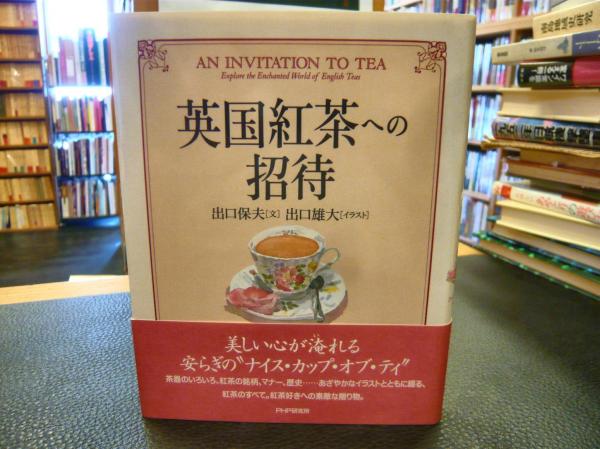 AN INVITATION TO TEA
Explore the Enchanted World of English Teas
英国紅茶への
招待
出口保夫[文] 出口雄大[イラスト]
美しい心が淹れる
安らぎの"ナイス・カップ・オブ・ティ"
茶器のいろいろ、紅茶の銘柄、マナー、歴史……あざやかなイラストとともに綴る、
紅茶のすべて。紅茶好きへの素敵な贈り物。
PHP研究所